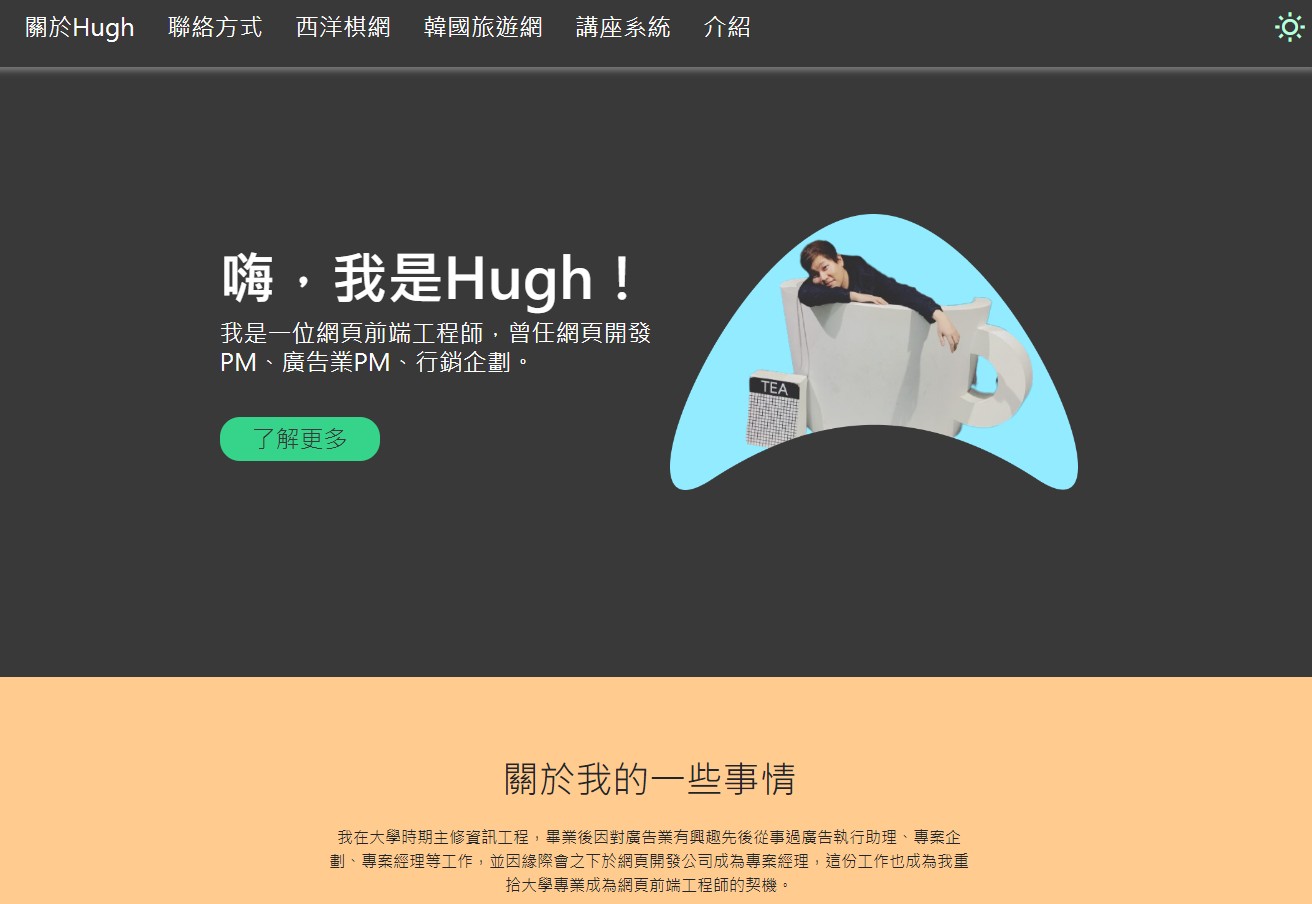 關於Hugh 聯絡方式 西洋棋網 韓國旅遊網 講座系統 介紹
嗨，我是Hugh！
我是一位網頁前端工程師，曾任網頁開發
PM、廣告業PM、行銷企劃。
了解更多
TEA
關於我的一些事情
我在大學時期主修資訊工程，畢業後因對廣告業有興趣先後從事過廣告執行助理、專案企
劃、專案經理等工作，並因緣際會之下於網頁開發公司成為專案經理，這份工作也成為我重
拾大學專業成為網頁前端工程師的契機。